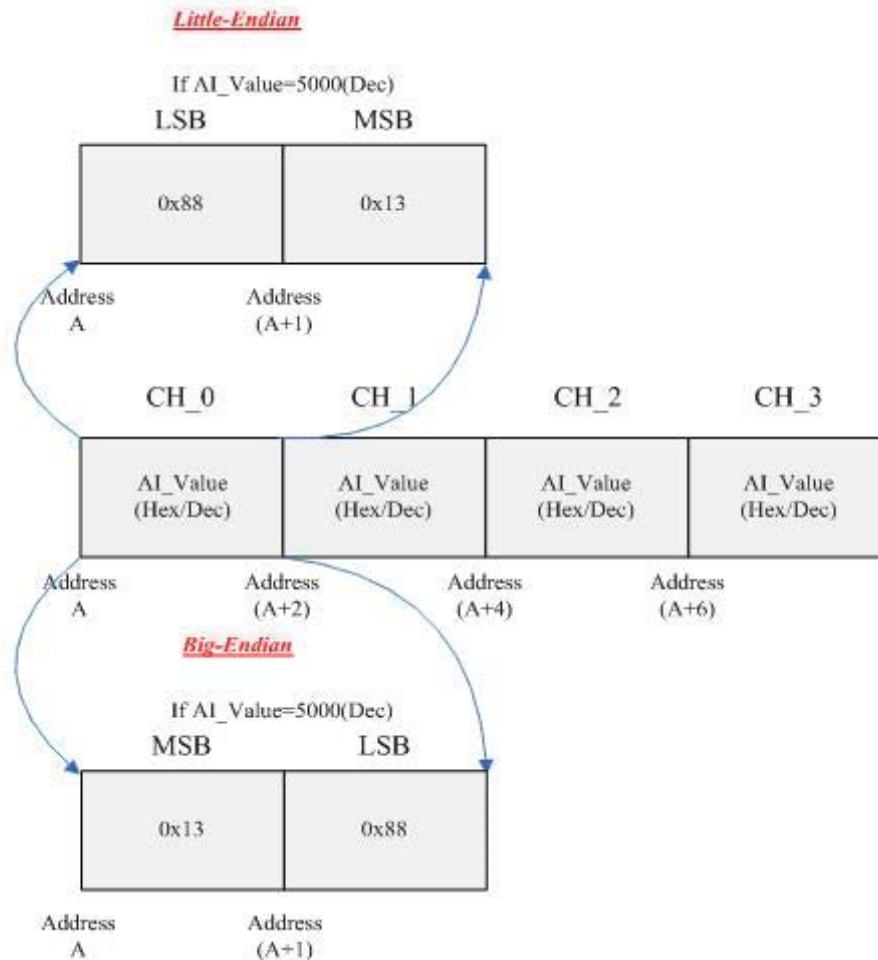 Little-Endian
If AI_Value=5000(Dec)
LSB MSB
0x88 0x13
Address Address
A (A+1)
CH_0 CH_1 CH_2 CH_3
AI_Value AI_Value AI_Value AI_Value
(Hex/Dec) (Hex/Dec) (Hex/Dec) (Hex/Dec)
Address Address Address Address
A (A+2) (A+4) (A+6)
Big-Endian
If AI_Value=5000(Dec)
MSB LSB
0x13 0x88
Address Address
A (A+1)